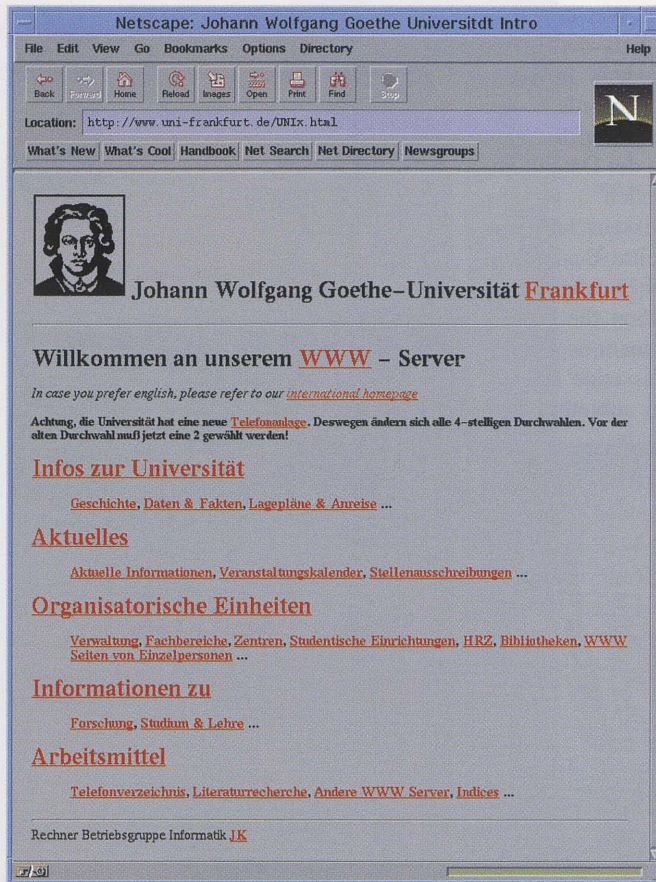 Netscape: Johann Wolfgang Goethe Universitdt Intro
File Edit View Go Bookmarks Options Directory Help
Back Forward Home Reload Images Open Print Find Stop
Location: http://www.uni-frankfurt.de/UNIx.html
N
What's New What's Cool Handbook Net Search Net Directory Newsgroups
Johann Wolfgang Goethe-Universität Frankfurt
Willkommen an unserem WWW - Server
In case you prefer english, please refer to our international homepage
Achtung, die Universität hat eine neue Telefonanlage. Deswegen ändern sich alle 4-stelligen Durchwahlen. Vor der
alten Durchwahl muß jetzt eine 2 gewählt werden!
Infos zur Universität
Geschichte, Daten & Fakten, Lagepläne & Anreise ...
Aktuelles
Aktuelle Informationen, Veranstaltungskalender, Stellenausschreibungen ...
Organisatorische Einheiten
Verwaltung, Fachbereiche, Zentren, Studentische Einrichtungen, HRZ, Bibliotheken, WWW
Seiten von Einzelpersonen ...
Informationen zu
Forschung, Studium & Lehre ...
Arbeitsmittel
Telefonverzeichnis, Literaturrecherche, Andere WWW Server, Indices ...
Rechner Betriebsgruppe Informatik JK